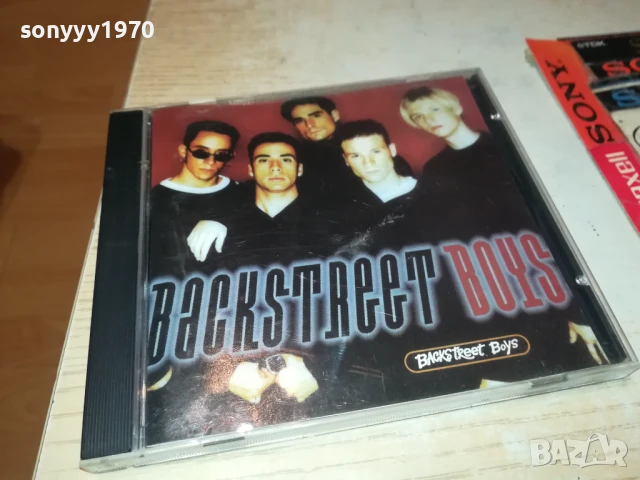 sonyyy1970
TDK
SONY
maxell
BACKSTREET BOYS
BACKSTREET BOYS
BAZAR